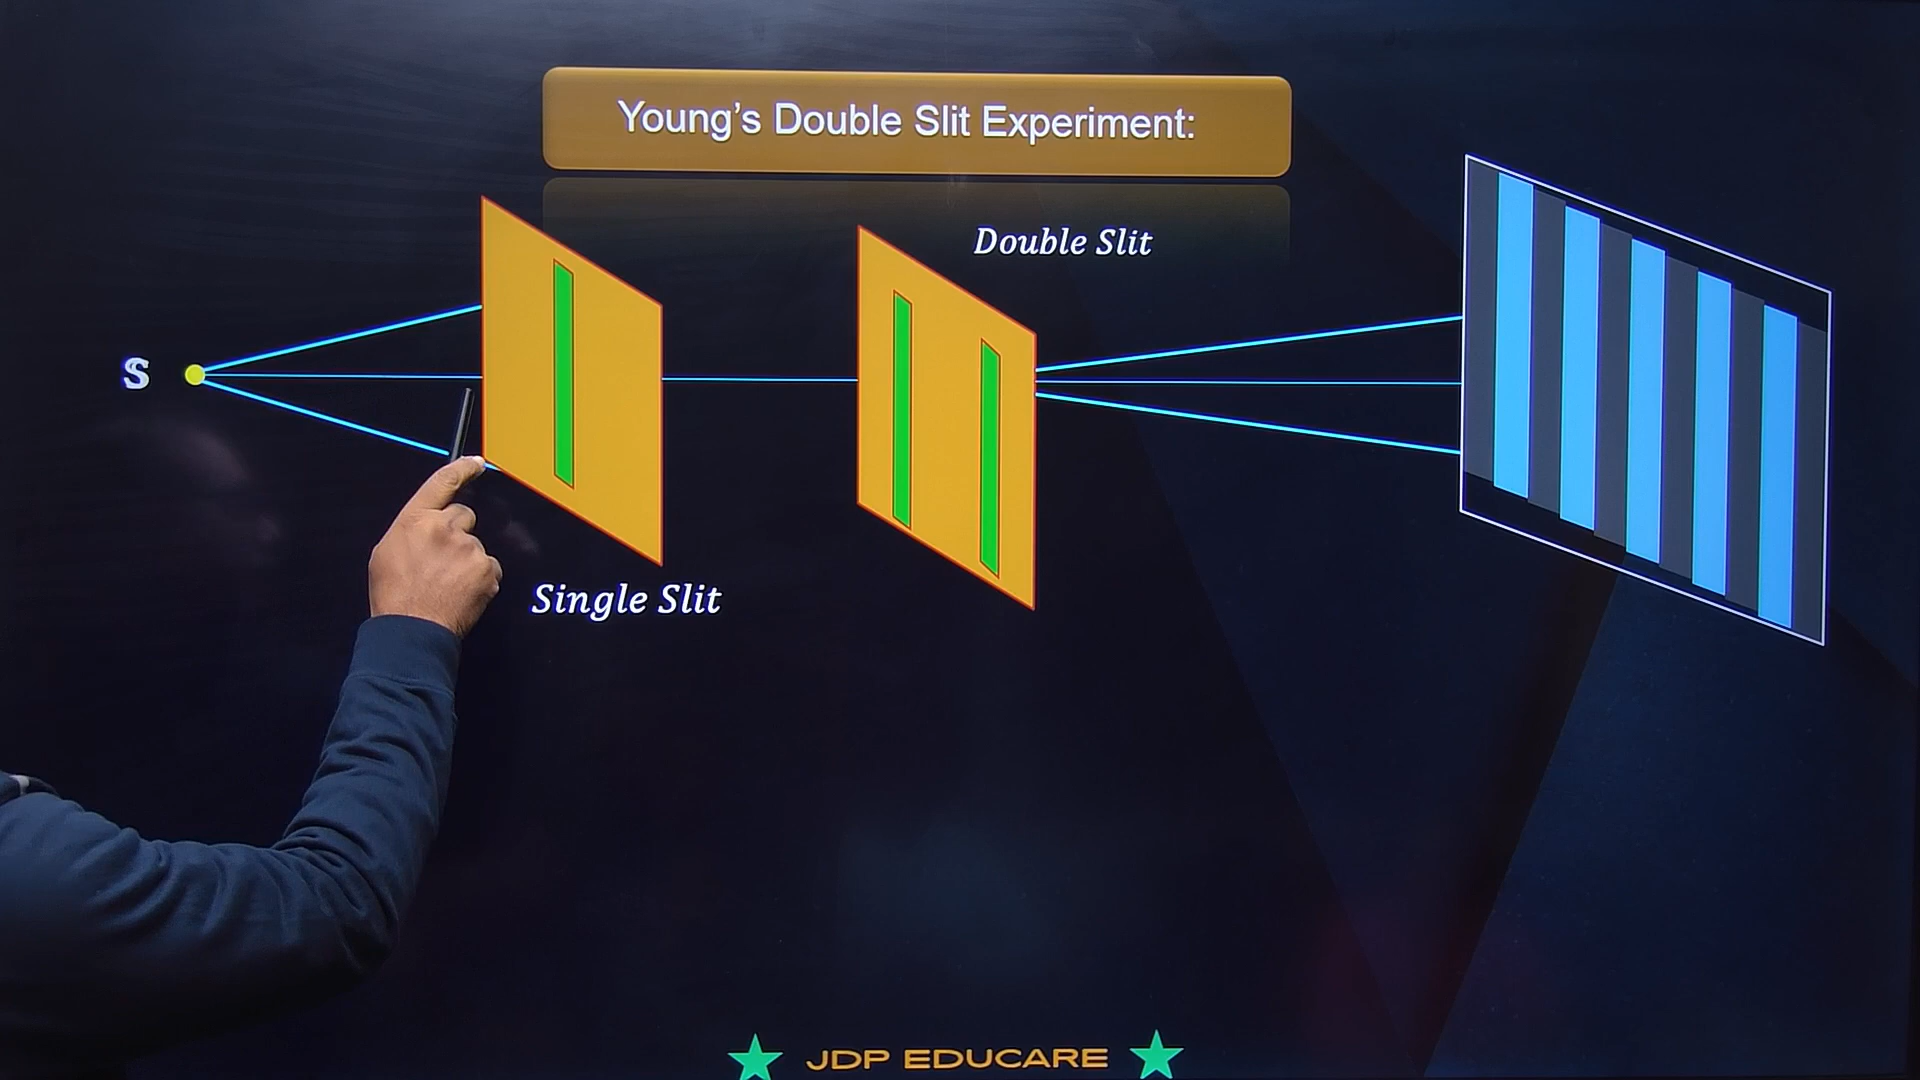 Young's Double Slit Experiment:
Double Slit
S
Single Slit
JDP EDUCARE